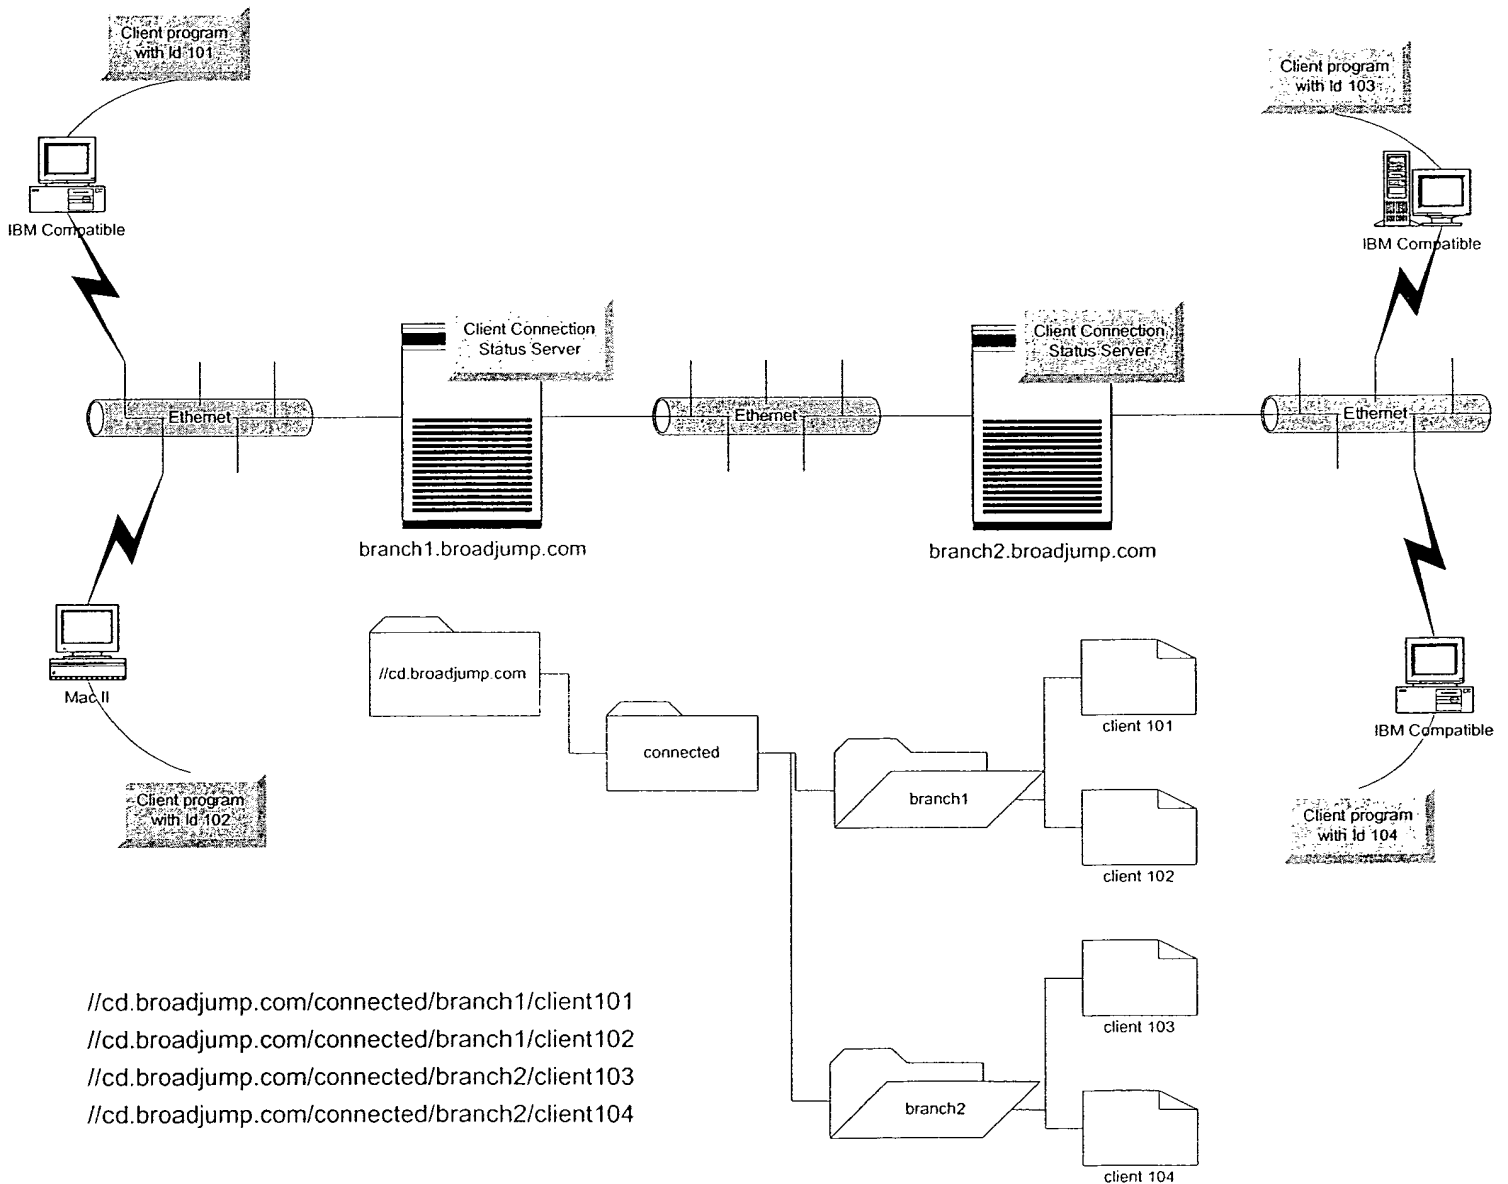 Client program
with Id 101
Client program
with Id 103
IBM Compatible
IBM Compatible
Client Connection
Status Server
Client Connection
Status Server
Ethernet
Ethernet
Ethernet
branch1.broadjump.com
branch2.broadjump.com
Mac II
//cd.broadjump.com
connected
client 101
IBM Compatible
branch1
Client program
with Id 102
Client program
with Id 104
client 102
//cd.broadjump.com/connected/branch1/client101
//cd.broadjump.com/connected/branch1/client102
//cd.broadjump.com/connected/branch2/client103
//cd.broadjump.com/connected/branch2/client104
client 103
branch2
client 104